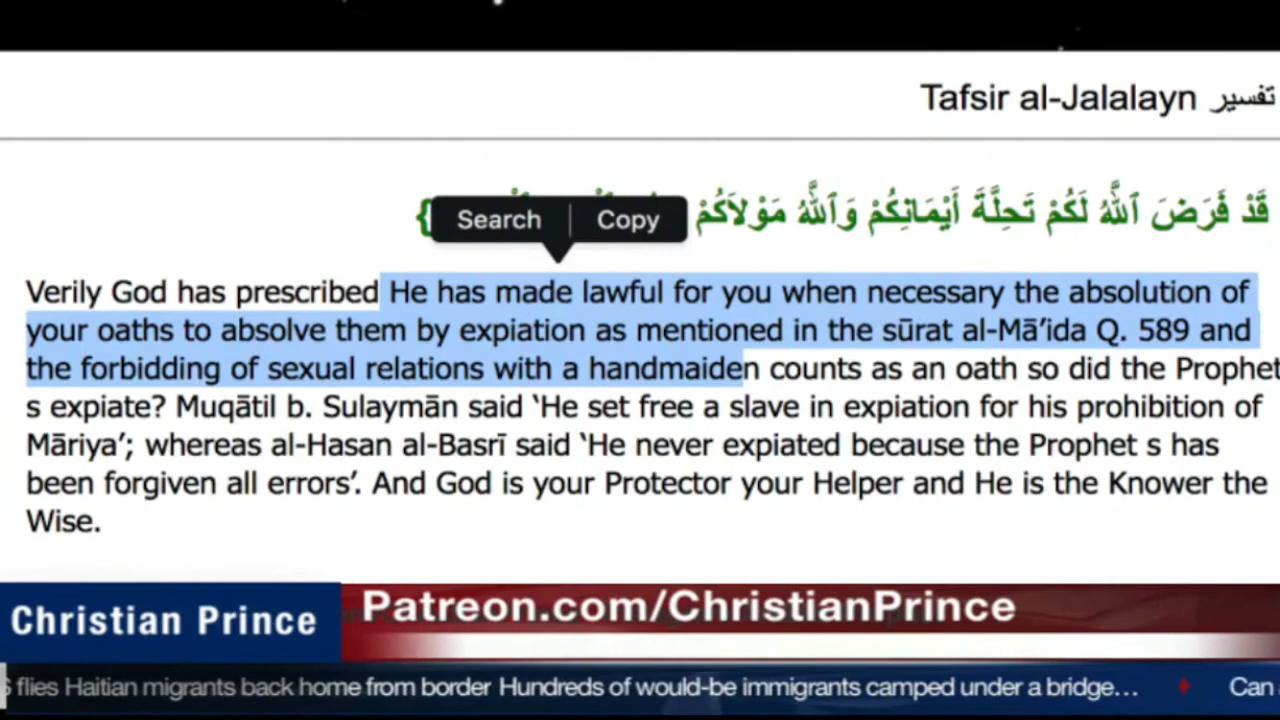 Tafsir al-Jalalayn تفسير
قَدْ فَرَضَ ٱللَّهُ لَكُمْ تَحِلَّةَ أَيْمَانِكُمْ وَٱللَّهُ مَوْلاَكُمْ {
Search Copy
Verily God has prescribed He has made lawful for you when necessary the absolution of
your oaths to absolve them by expiation as mentioned in the sūrat al-Mā’ida Q. 589 and
the forbidding of sexual relations with a handmaiden counts as an oath so did the Prophet
s expiate? Muqātil b. Sulaymān said ‘He set free a slave in expiation for his prohibition of
Māriya’; whereas al-Hasan al-Basrī said ‘He never expiated because the Prophet s has
been forgiven all errors’. And God is your Protector your Helper and He is the Knower the
Wise.
Christian Prince
Patreon.com/ChristianPrince
flies Haitian migrants back home from border Hundreds of would-be immigrants camped under a bridge... Can